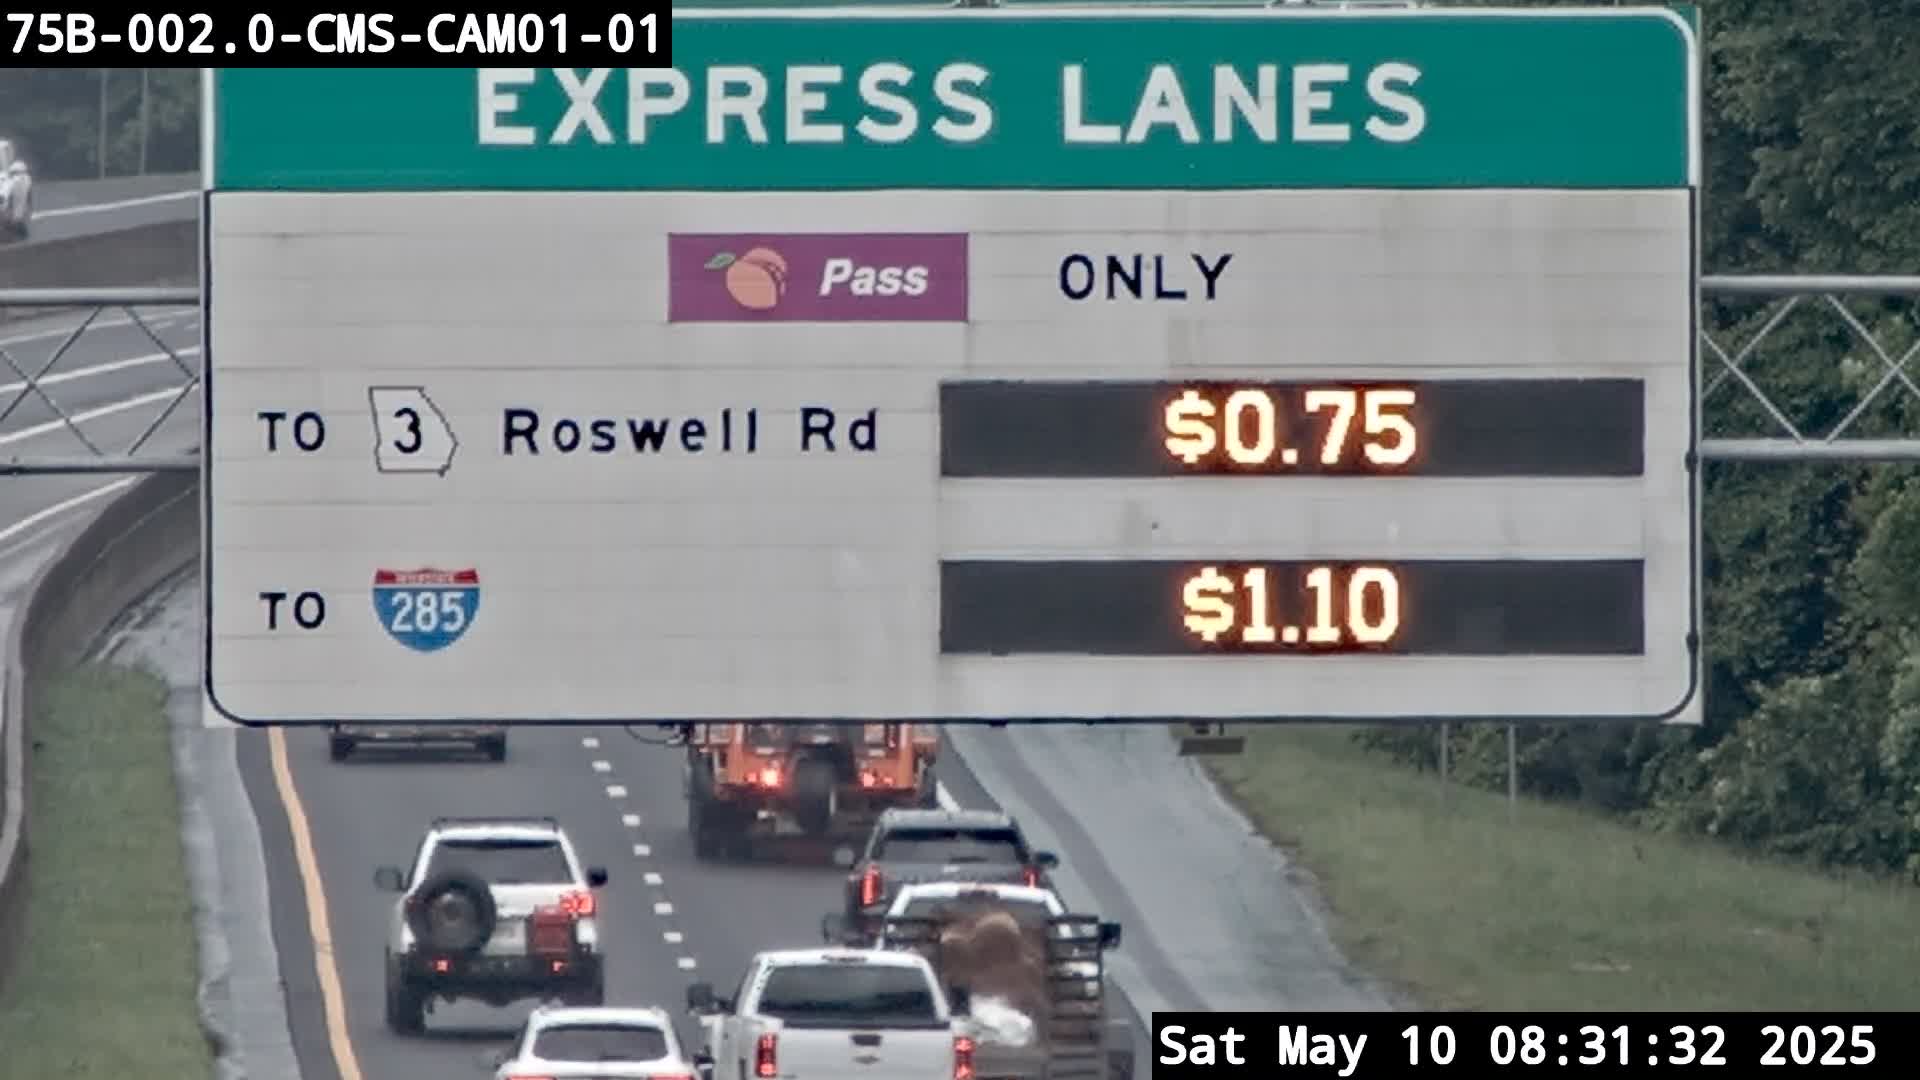 75B-002.0-CMS-CAM01-01
EXPRESS LANES
Pass ONLY
TO 3 Roswell Rd $0.75
TO 285 $1.10
Sat May 10 08:31:32 2025